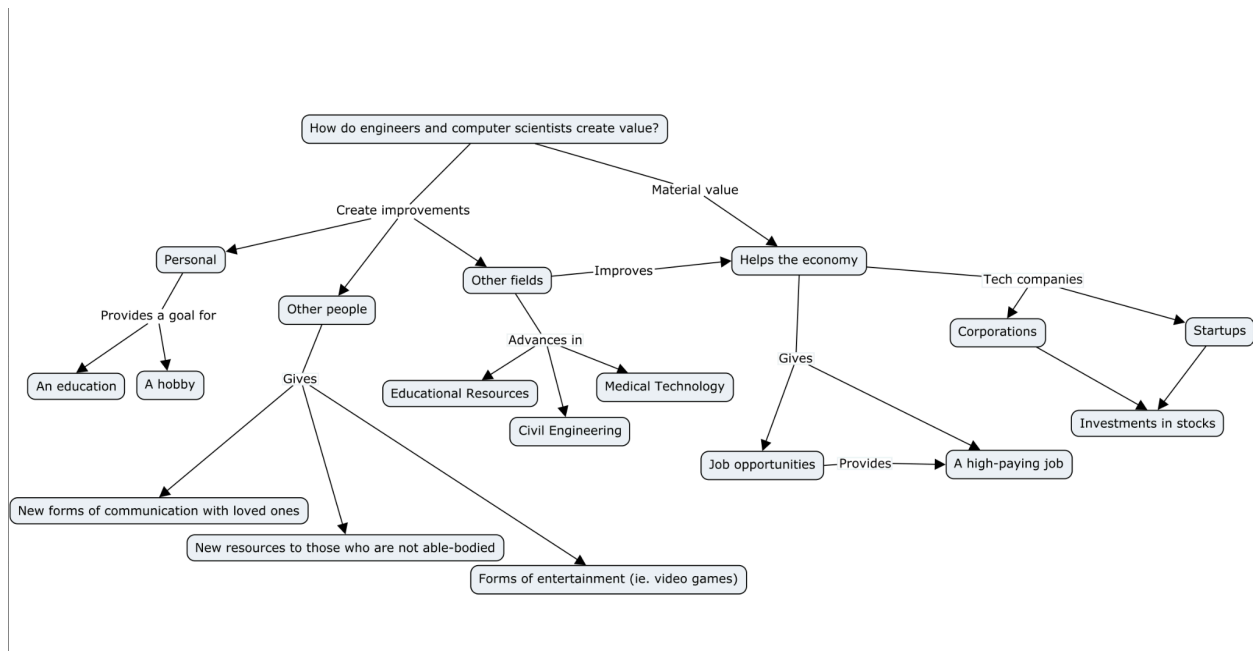 How do engineers and computer scientists create value?
Material value
Create improvements
Personal
Helps the economy
Improves
Other fields
Tech companies
Other people
Provides a goal for
Corporations
Startups
Advances in
Gives
An education
A hobby
Gives
Educational Resources
Medical Technology
Civil Engineering
Investments in stocks
Job opportunities
Provides
A high-paying job
New forms of communication with loved ones
New resources to those who are not able-bodied
Forms of entertainment (ie. video games)